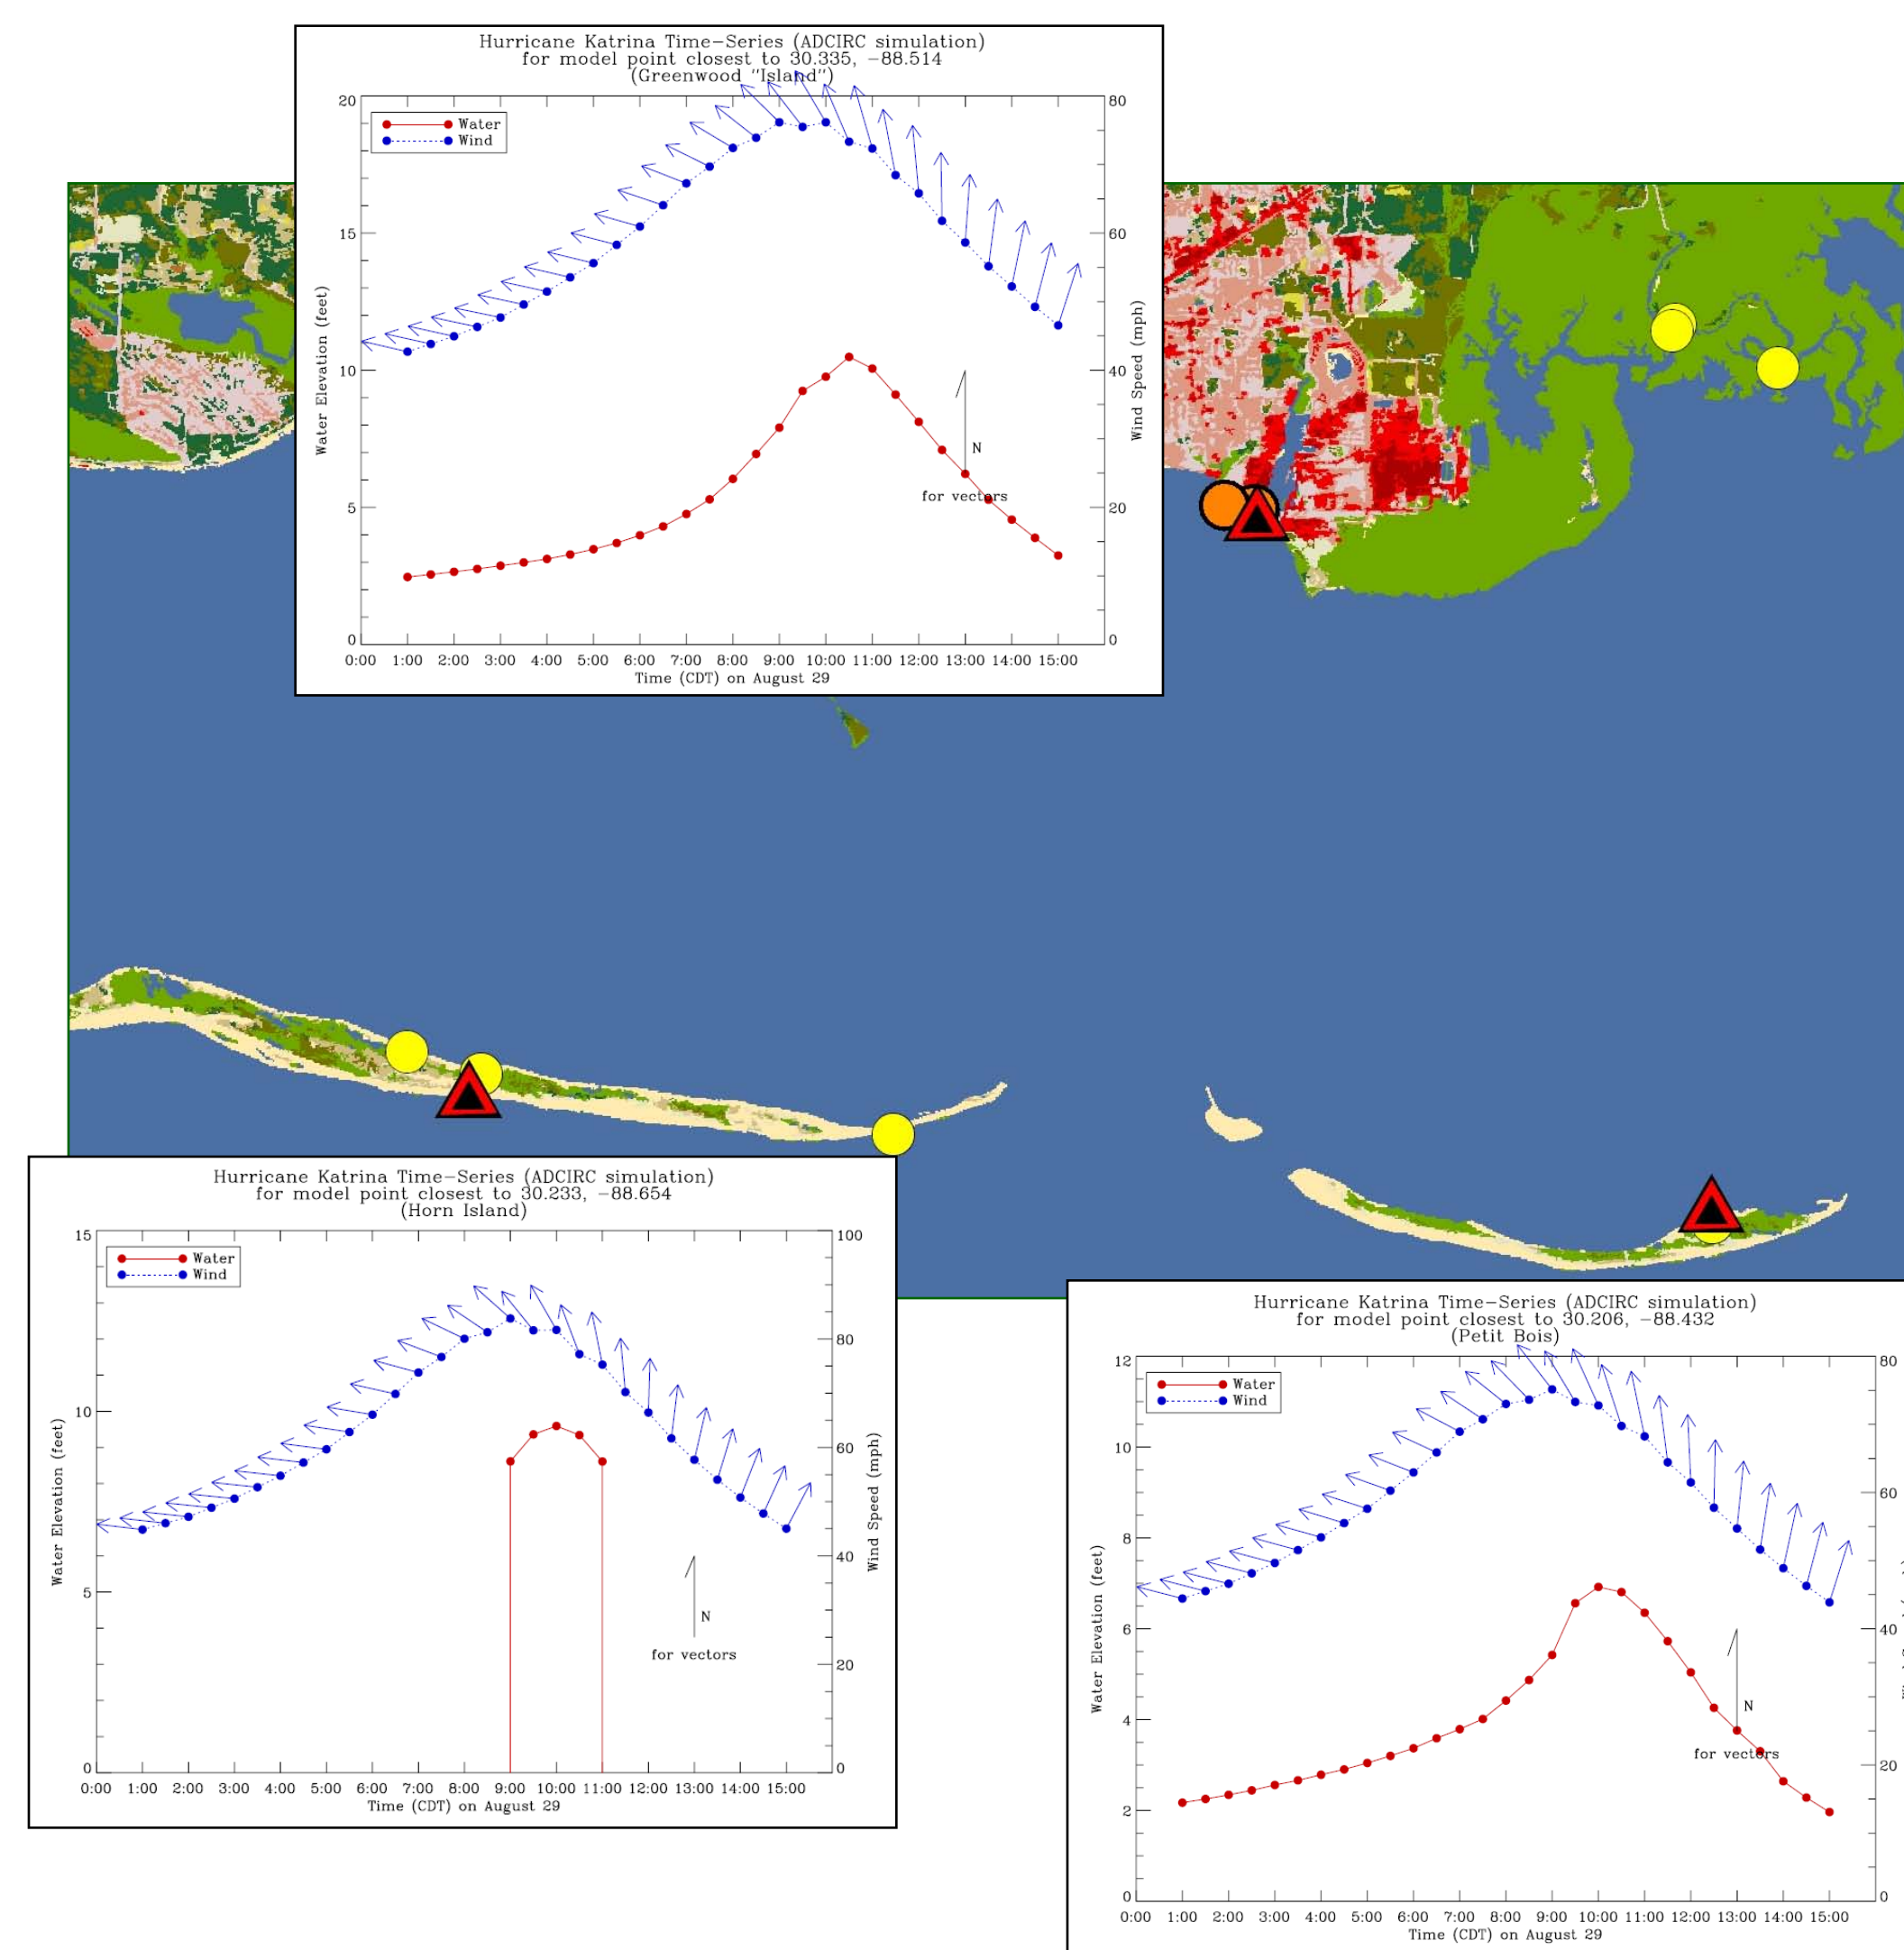 Hurricane Katrina Time-Series (ADCIRC simulation)
for model point closest to 30.335, -88.514
(Greenwood "Island")
Water
Wind
Water Elevation (feet)
20
15
10
5
0
Wind Speed (mph)
80
60
40
20
0
N
for vectors
0:00 1:00 2:00 3:00 4:00 5:00 6:00 7:00 8:00 9:00 10:00 11:00 12:00 13:00 14:00 15:00
Time (CDT) on August 29
Hurricane Katrina Time-Series (ADCIRC simulation)
for model point closest to 30.233, -88.654
(Horn Island)
Water
Wind
Water Elevation (feet)
15
10
5
0
Wind Speed (mph)
100
80
60
40
20
0
N
for vectors
0:00 1:00 2:00 3:00 4:00 5:00 6:00 7:00 8:00 9:00 10:00 11:00 12:00 13:00 14:00 15:00
Time (CDT) on August 29
Hurricane Katrina Time-Series (ADCIRC simulation)
for model point closest to 30.206, -88.432
(Petit Bois)
Water
Wind
Water Elevation (feet)
12
10
8
6
4
2
0
80
60
40
20
0
N
for vectors
0:00 1:00 2:00 3:00 4:00 5:00 6:00 7:00 8:00 9:00 10:00 11:00 12:00 13:00 14:00 15:00
Time (CDT) on August 29